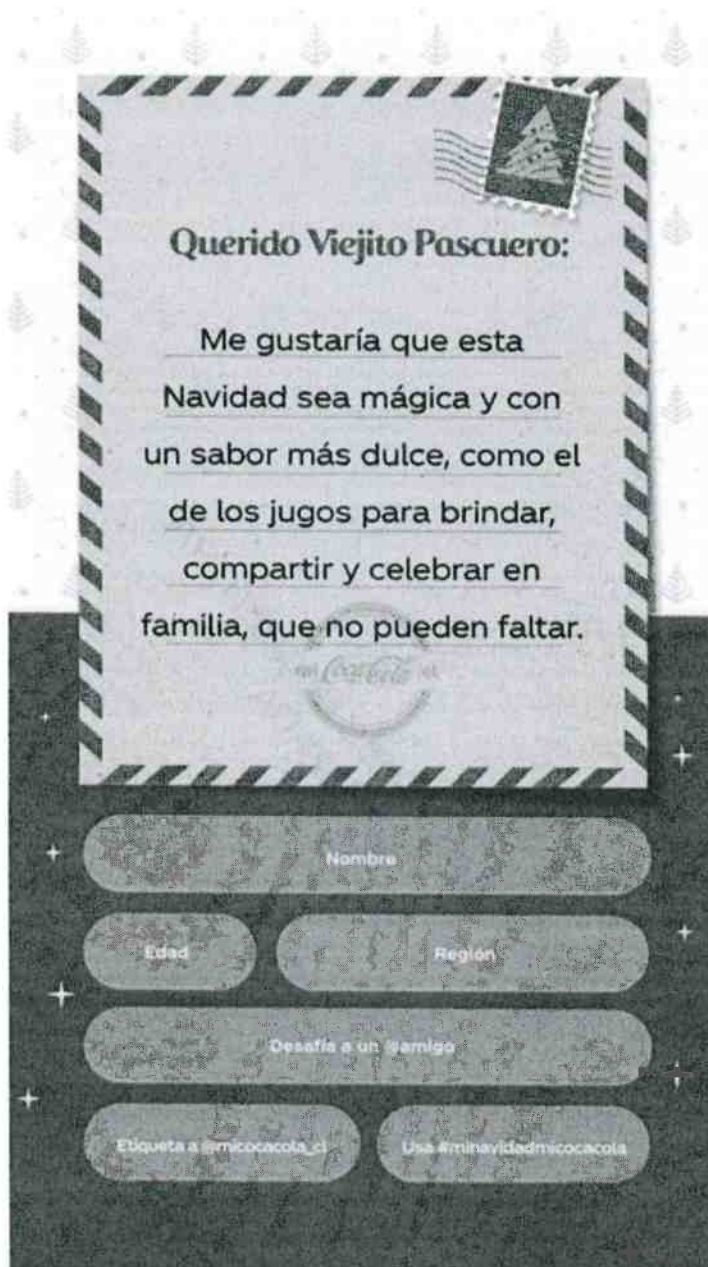 Querido Viejito Pascuero:
Me gustaría que esta
Navidad sea mágica y con
un sabor más dulce, como el
de los jugos para brindar,
compartir y celebrar en
familia, que no pueden faltar.
mi Coca-Cola .cl
Nombre
Edad
Región
Desafía a un @amigo
Etiqueta a @micocacola_cl
Usa #minavidadmicocacola